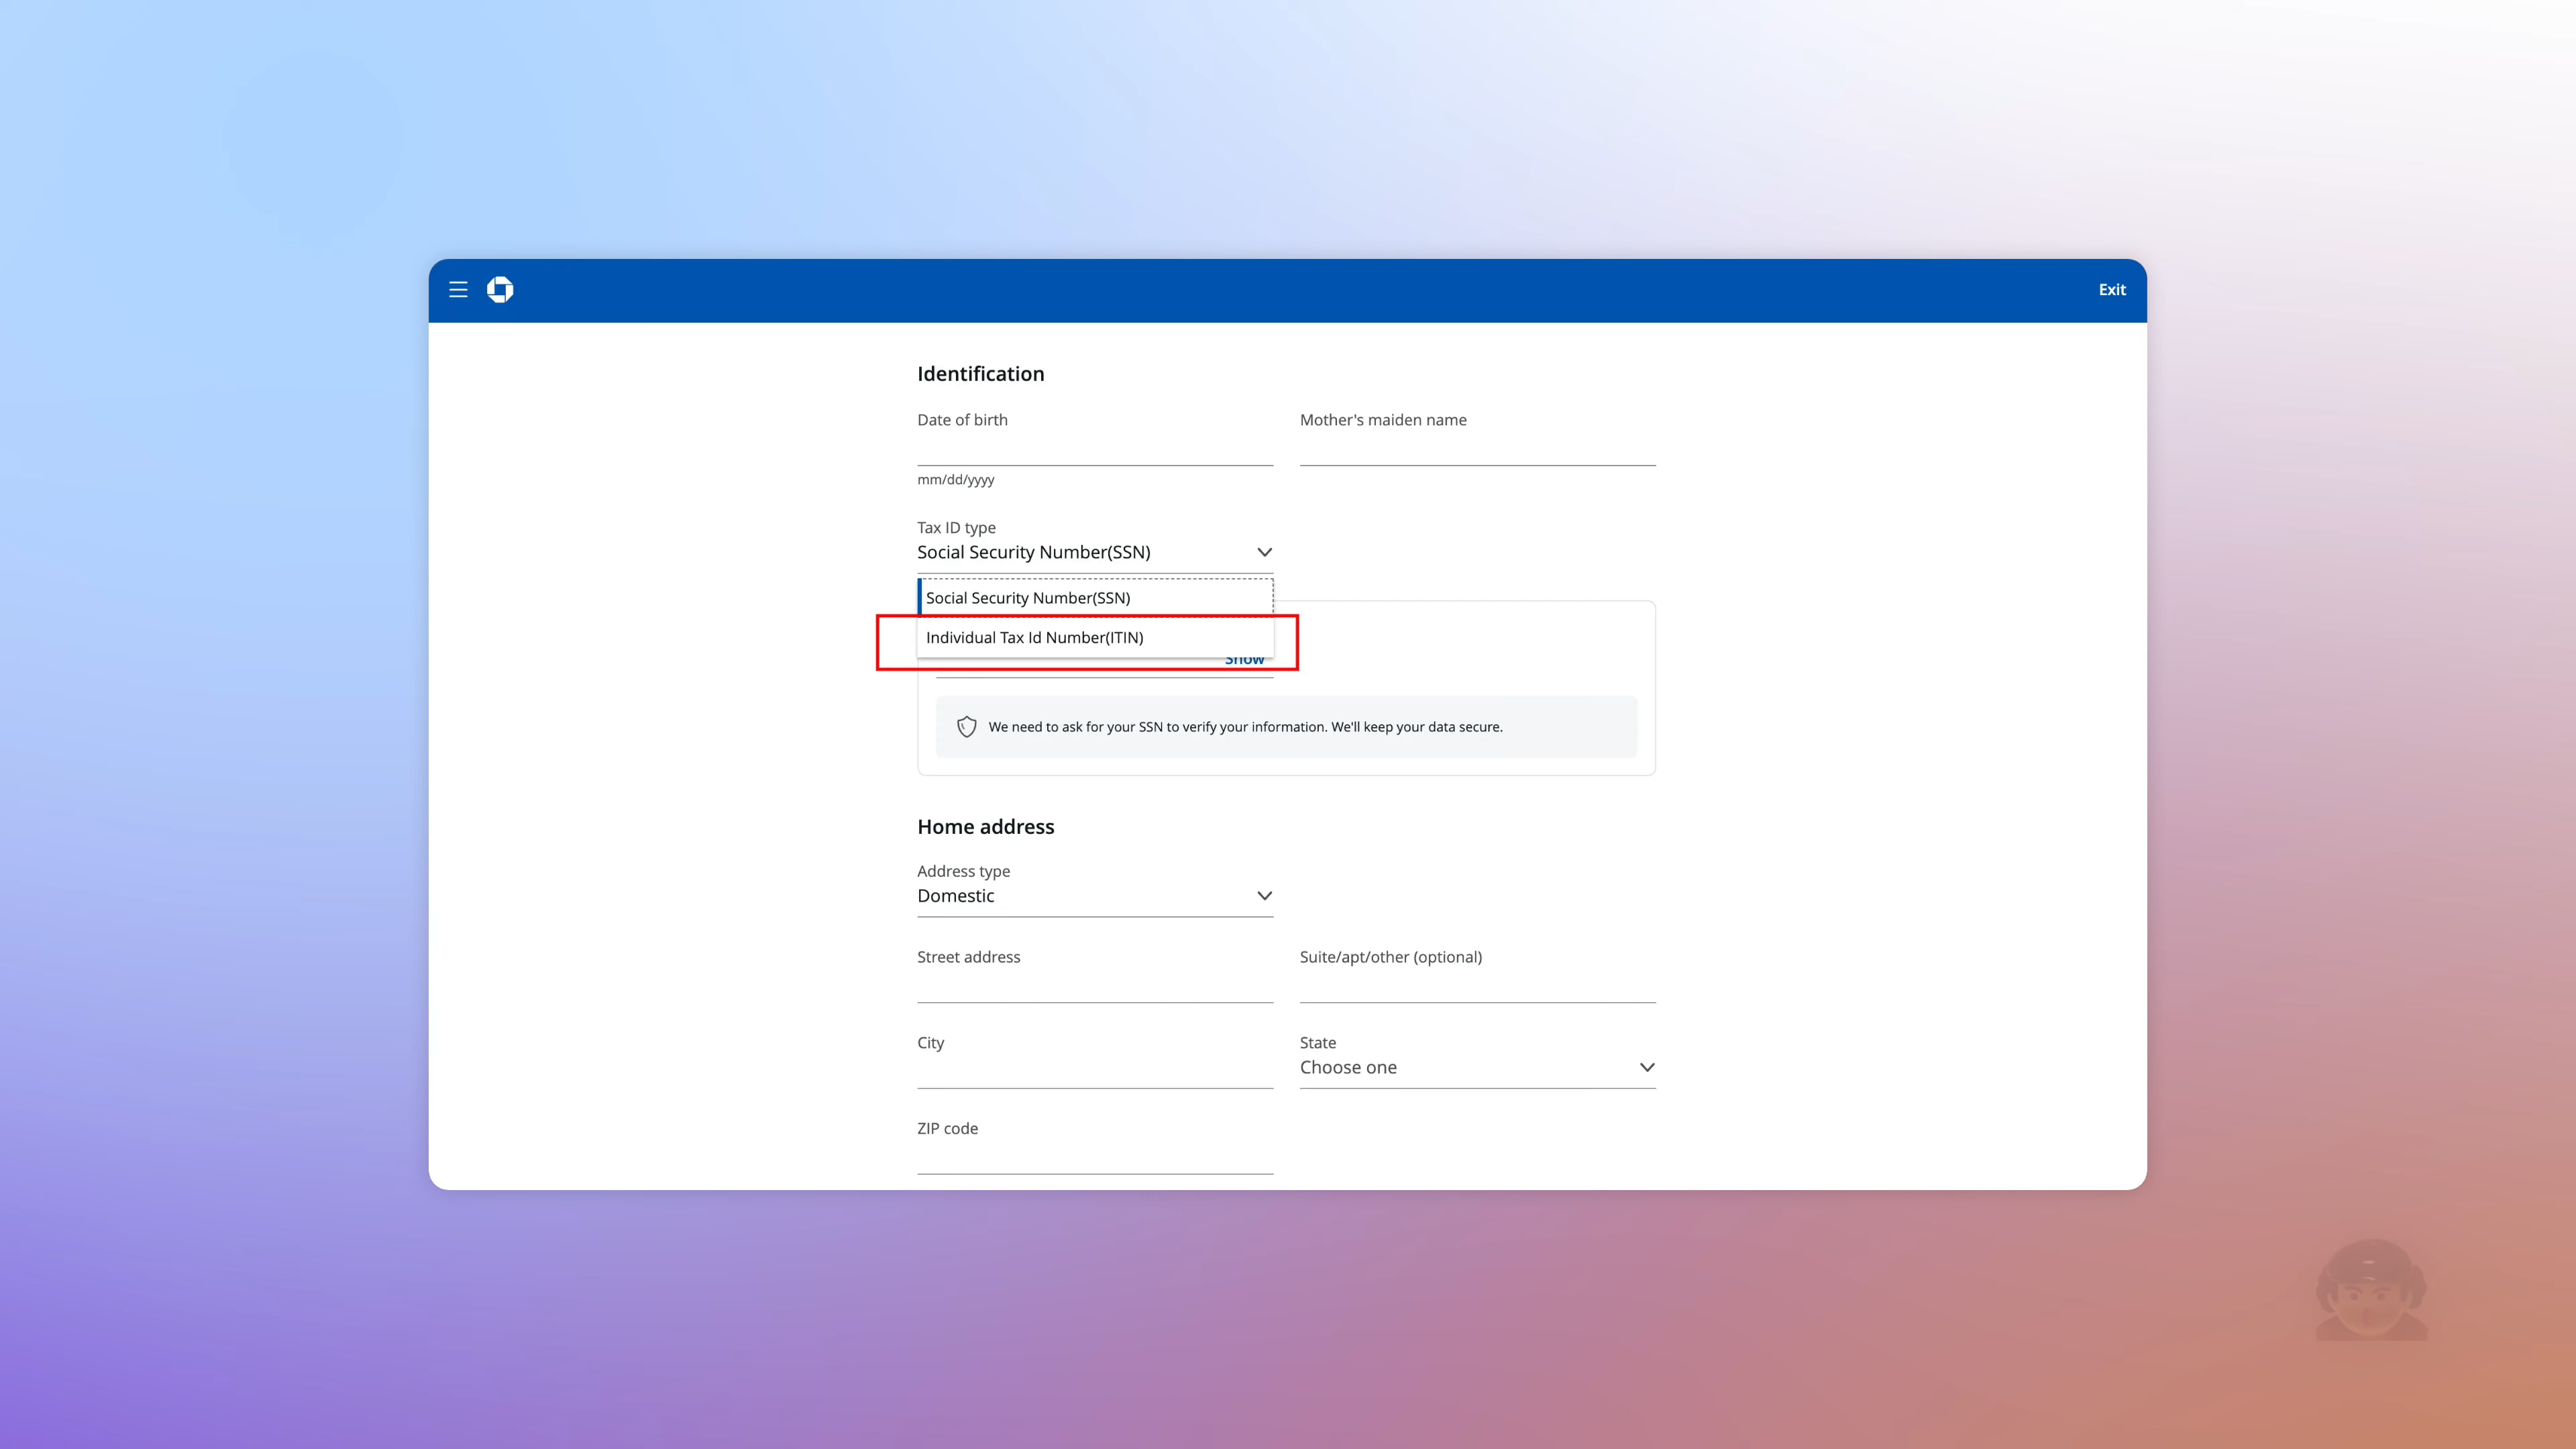 Exit
Identification
Date of birth
Mother's maiden name
mm/dd/yyyy
Tax ID type
Social Security Number(SSN)
Social Security Number(SSN)
Individual Tax Id Number(ITIN)
Show
We need to ask for your SSN to verify your information. We'll keep your data secure.
Home address
Address type
Domestic
Street address
Suite/apt/other (optional)
City
State
Choose one
ZIP code